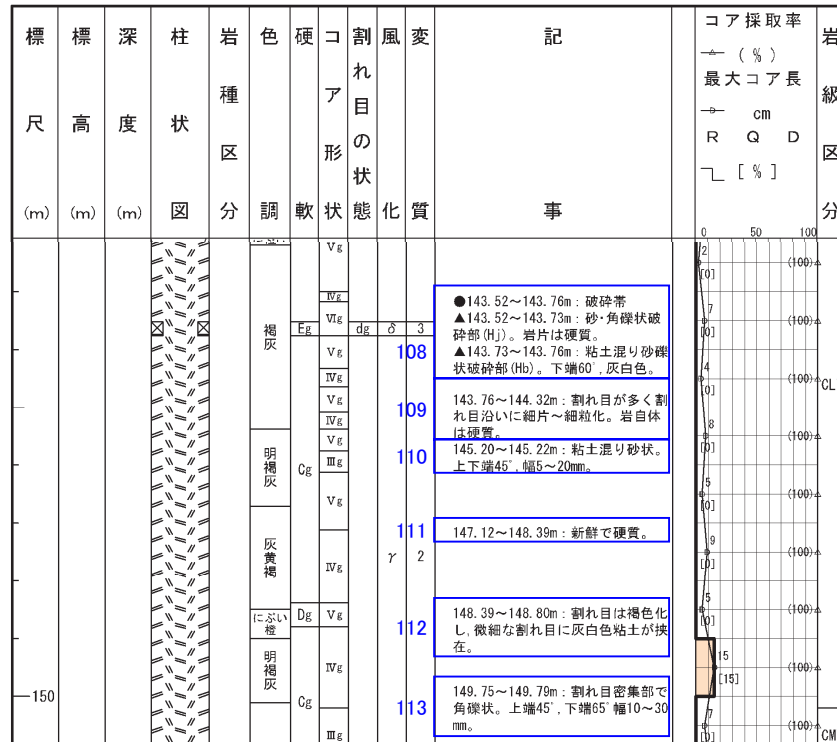 標尺(m)
標高(m)
深度(m)
柱状図
岩種区分
色調
硬軟
コア形状
割れ目の状態
風化
変質
記事
コア採取率
(%)
最大コア長
cm
RQD
[%]
岩級区分
0 50 100
褐灰
明褐灰
灰黄褐
にぶい橙
明褐灰
Eg
Cg
Dg
Cg
Vg
Ⅳg
Ⅵg
Vg
Ⅳg
Vg
Ⅳg
Vg
Ⅲg
Vg
Ⅳg
Vg
Ⅳg
Ⅲg
dg
δ
γ
3
2
108
●143.52~143.76m:破砕帯
▲143.52~143.73m:砂・角礫状破
砕部(Hj)。岩片は硬質。
▲143.73~143.76m:粘土混り砂礫
状破砕部(Hb)。下端60°,灰白色。
109
143.76~144.32m:割れ目が多く割
れ目沿いに細片~細粒化。岩自体
は硬質。
110
145.20~145.22m:粘土混り砂状。
上下端45°,幅5~20mm。
111
147.12~148.39m:新鮮で硬質。
112
148.39~148.80m:割れ目は褐色化
し,微細な割れ目に灰白色粘土が挟
在。
113
149.75~149.79m:割れ目密集部で
角礫状。上端45°,下端65°幅10~30
mm。
150
2 [0] (100)
7 [0] (100)
4 [0] (100)
8 [0] (100)
5 [0] (100)
9 [0] (100)
5 [0] (100)
15 [15] (100)
7 [0] (100)
CL
CM